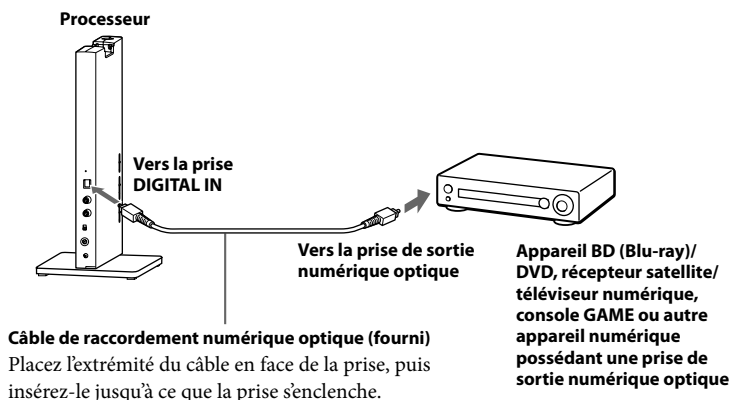 Processeur
Vers la prise
DIGITAL IN
Vers la prise de sortie
numérique optique
Appareil BD (Blu-ray)/
DVD, récepteur satellite/
téléviseur numérique,
console GAME ou autre
appareil numérique
possédant une prise de
sortie numérique optique
Câble de raccordement numérique optique (fourni)
Placez l’extrémité du câble en face de la prise, puis
insérez-le jusqu’à ce que la prise s’enclenche.